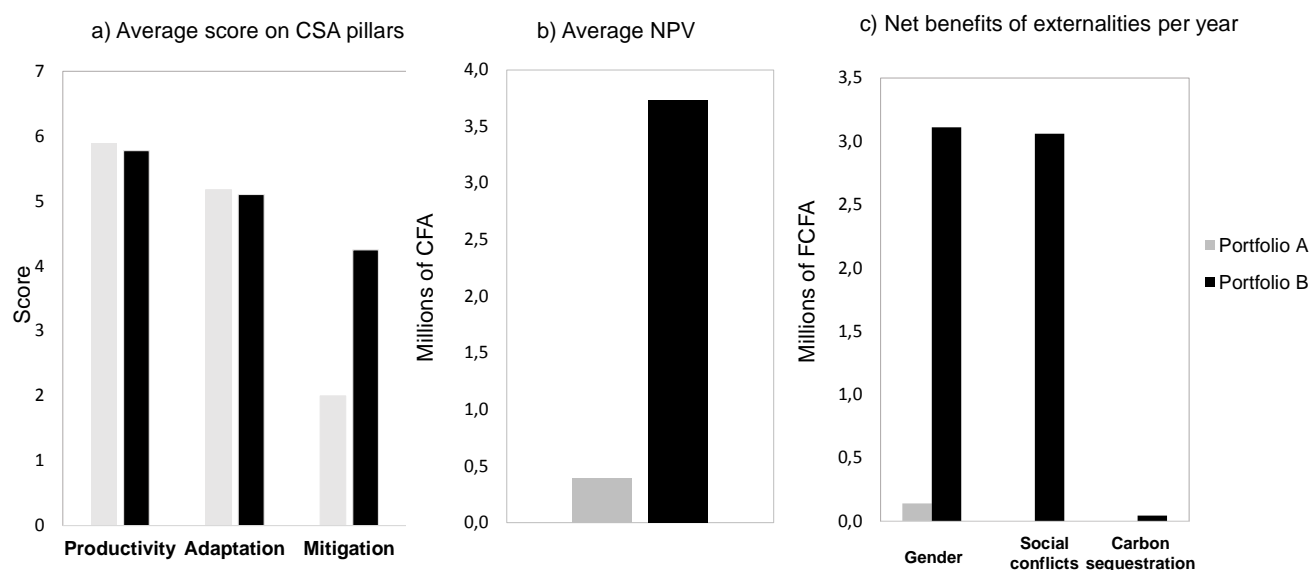 a) Average score on CSA pillars
7
6
5
4
3
2
1
0
Score
Productivity Adaptation Mitigation
b) Average NPV
4,0
3,5
3,0
2,5
2,0
1,5
1,0
0,5
0,0
Millions of CFA
c) Net benefits of externalities per year
3,5
3,0
2,5
2,0
1,5
1,0
0,5
0,0
Millions of FCFA
Gender
Social
conflicts
Carbon
sequestration
Portfolio A
Portfolio B